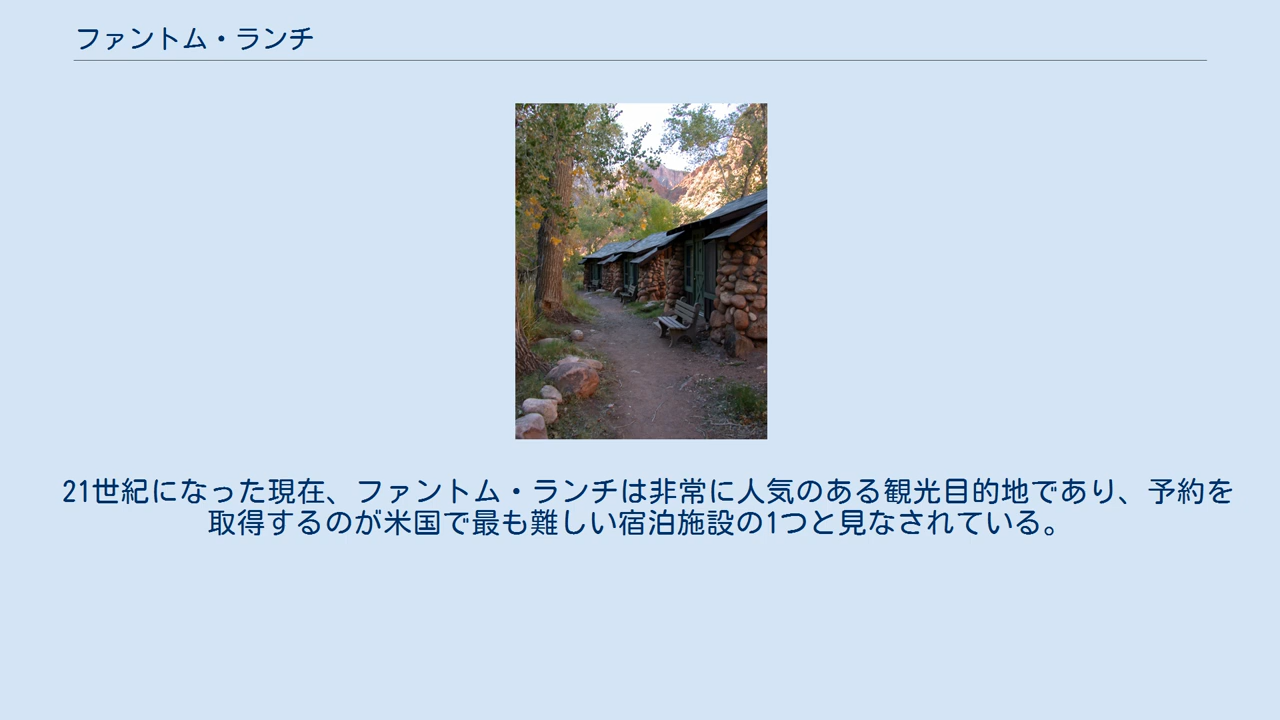 ファントム・ランチ
21世紀になった現在、ファントム・ランチは非常に人気のある観光目的地であり、予約を
取得するのが米国で最も難しい宿泊施設の1つと見なされている。